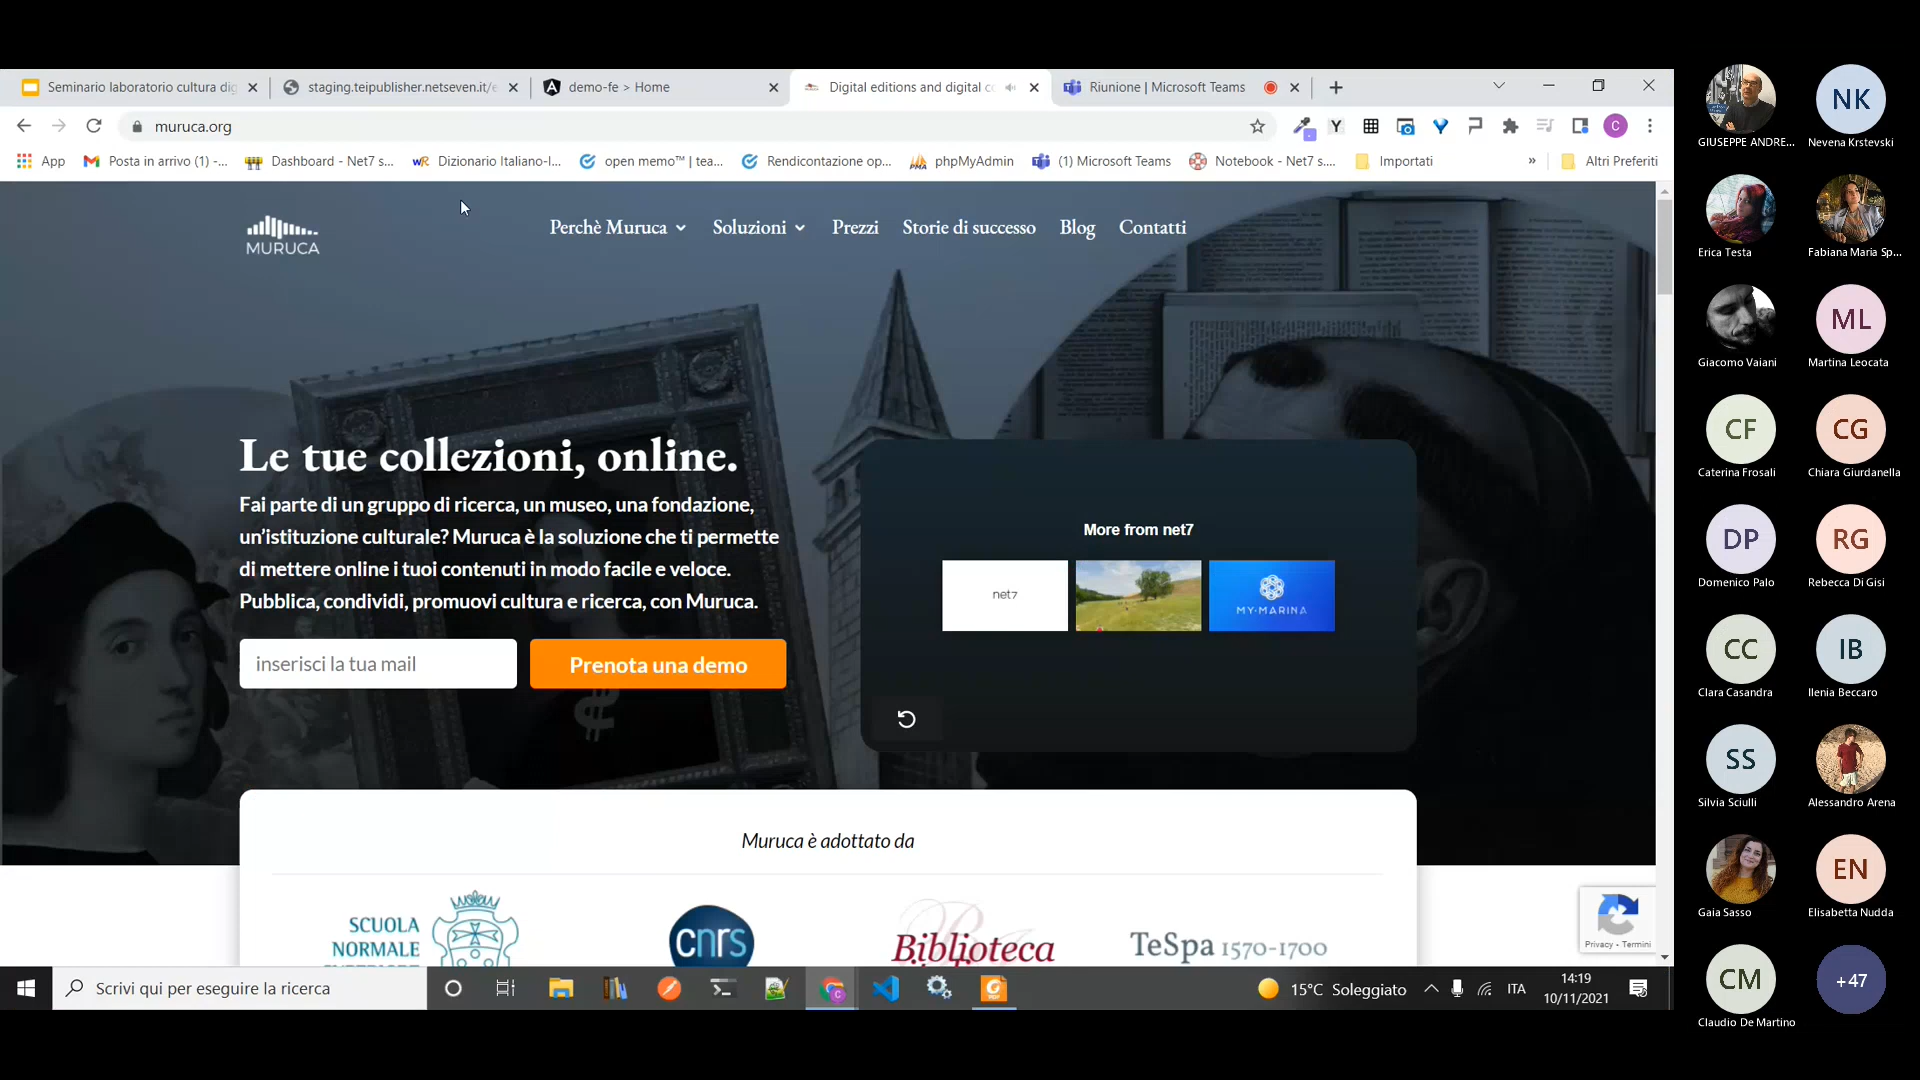 Seminario laboratorio cultura dig
staging.teipublisher.netseven.it/e
demo-fe > Home
Digital editions and digital co
Riunione | Microsoft Teams
muruca.org
Y
C
App
Posta in arrivo (1) -...
Dashboard - Net7 s...
wR Dizionario Italiano-I...
open memo™ | tea...
Rendicontazione op...
phpMyAdmin
(1) Microsoft Teams
Notebook - Net7 s....
Importati
»
Altri Preferiti
MURUCA
Perchè Muruca
Soluzioni
Prezzi
Storie di successo
Blog
Contatti
Le tue collezioni, online.
Fai parte di un gruppo di ricerca, un museo, una fondazione,
un'istituzione culturale? Muruca è la soluzione che ti permette
di mettere online i tuoi contenuti in modo facile e veloce.
Pubblica, condividi, promuovi cultura e ricerca, con Muruca.
inserisci la tua mail
Prenota una demo
More from net7
net7
MY-MARINA
Muruca è adottato da
SCUOLA
NORMALE
SUPERIORE
cnrs
Biblioteca
TeSpa 1570-1700
Privacy - Termini
Scrivi qui per eseguire la ricerca
15°C Soleggiato
ITA
14:19
10/11/2021
GIUSEPPE ANDRE...
NK
Nevena Krstevski
Erica Testa
Fabiana Maria Sp...
Giacomo Vaiani
ML
Martina Leocata
CF
Caterina Frosali
CG
Chiara Giurdanella
DP
Domenico Palo
RG
Rebecca Di Gisi
CC
Clara Casandra
IB
Ilenia Beccaro
SS
Silvia Sciulli
Alessandro Arena
Gaia Sasso
EN
Elisabetta Nudda
CM
Claudio De Martino
+47